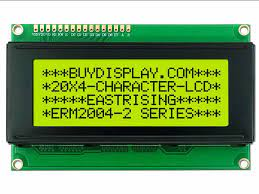 ***BUYDISPLAY.COM***
*20X4-CHARACTER-LCD*
****EASTRISING****
*ERM2004-2 SERIES***